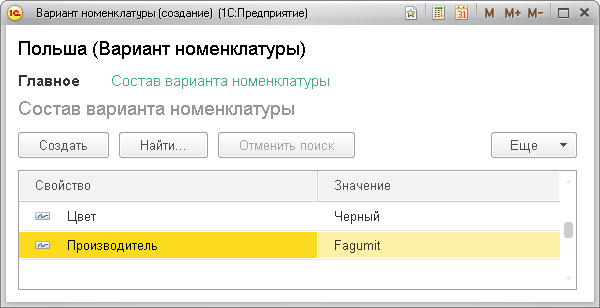 Вариант номенклатуры (создание) (1С:Предприятие)
M M+ M-
Польша (Вариант номенклатуры)
Главное Состав варианта номенклатуры
Состав варианта номенклатуры
Создать Найти... Отменить поиск Еще
Свойство Значение
Цвет Черный
Производитель Fagumit